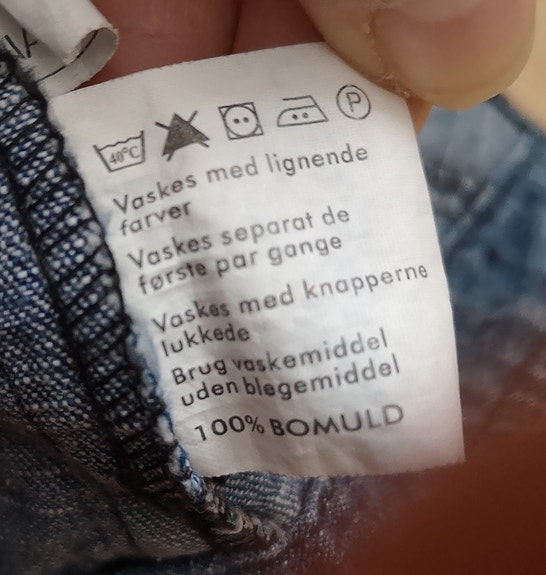 40°C P
Vaskes med lignende
farver
Vaskes separat de
første par gange
Vaskes med knapperne
lukkede
Brug vaskemiddel
uden blegemiddel
100% BOMULD